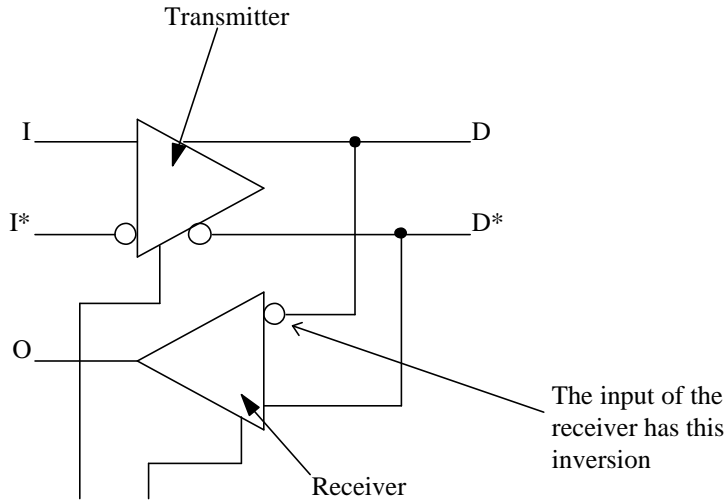 Transmitter
I
D
I*
D*
O
The input of the
receiver has this
inversion
Receiver